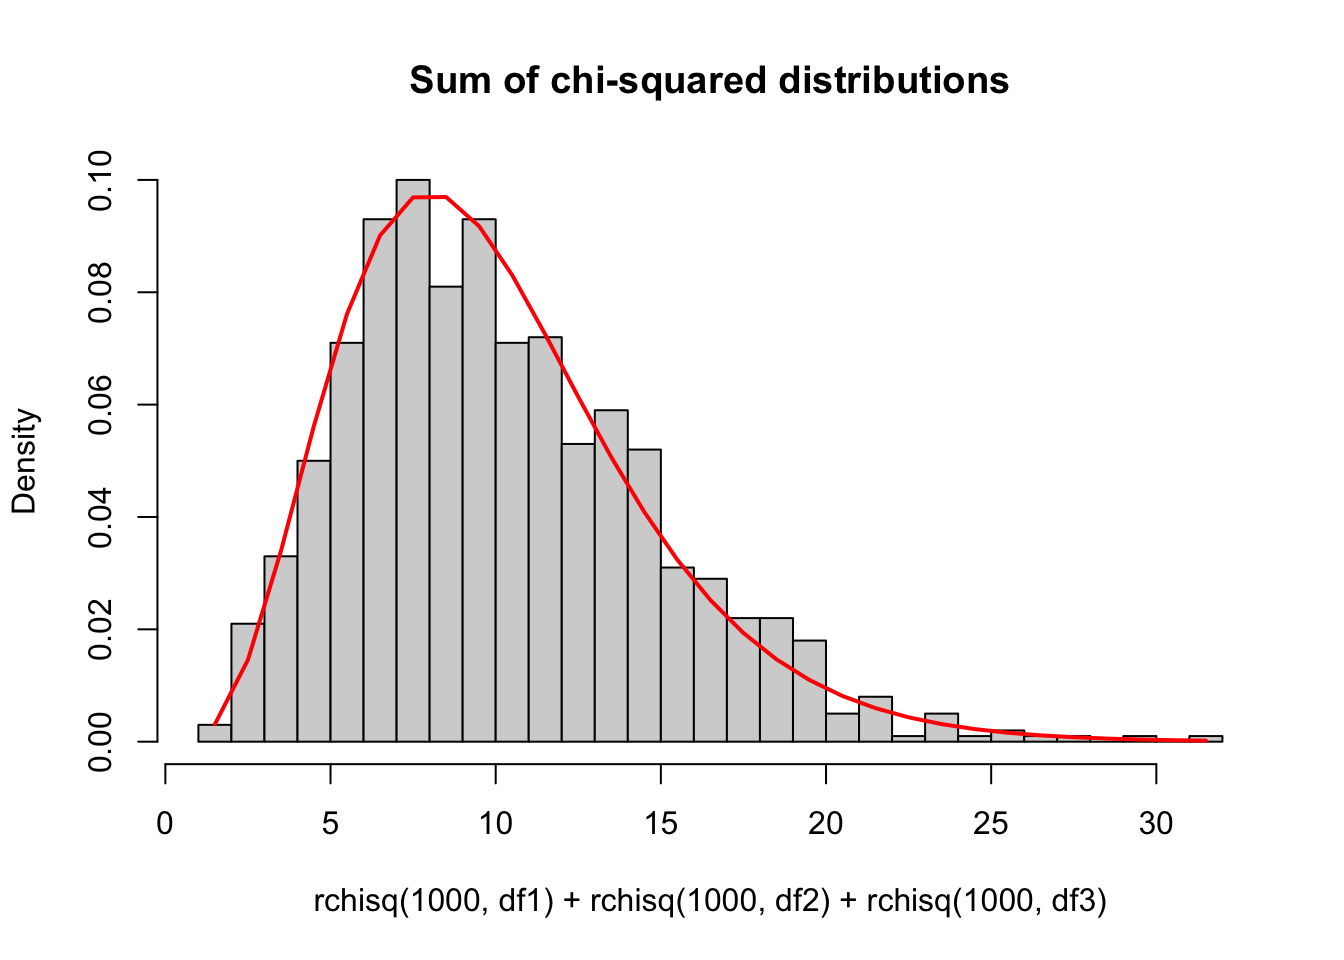 Sum of chi-squared distributions
Density
0.10
0.08
0.06
0.04
0.02
0.00
0 5 10 15 20 25 30
rchisq(1000, df1) + rchisq(1000, df2) + rchisq(1000, df3)